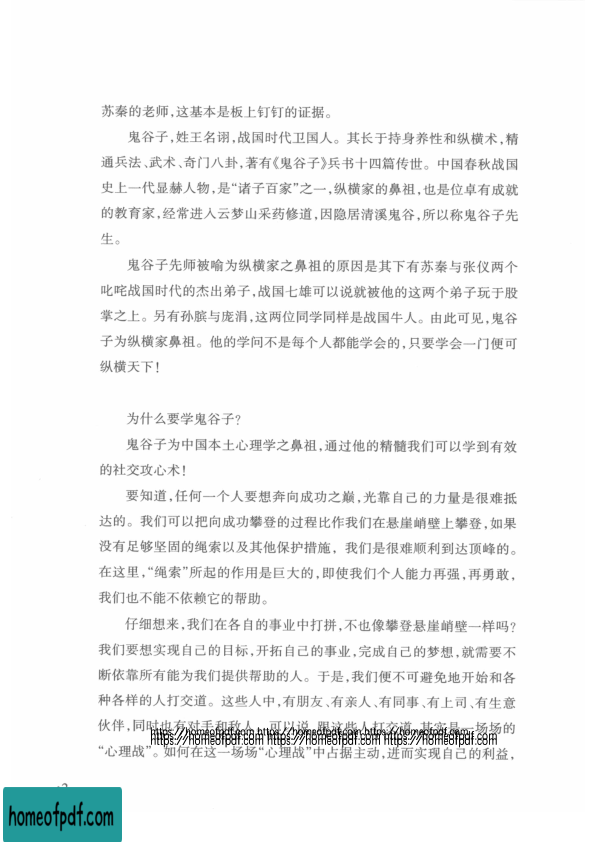 苏秦的老师,这基本是板上钉钉的证据。
鬼谷子,姓王名诩,战国时代卫国人。其长于持身养性和纵横术,精
通兵法、武术、奇门八卦,著有《鬼谷子》兵书十四篇传世。中国春秋战国
史上一代显赫人物,是“诸子百家”之一,纵横家的鼻祖,也是位卓有成就
的教育家,经常进入云梦山采药修道,因隐居清溪鬼谷,所以称鬼谷子先
生。
鬼谷子先师被喻为纵横家之鼻祖的原因是其下有苏秦与张仪两个
叱咤战国时代的杰出弟子,战国七雄可以说就被他的这两个弟子玩于股
掌之上。另有孙膑与庞涓,这两位同学同样是战国牛人。由此可见,鬼谷
子为纵横家鼻祖。他的学问不是每个人都能学会的,只要学会一门便可
纵横天下!
为什么要学鬼谷子?
鬼谷子为中国本土心理学之鼻祖,通过他的精髓我们可以学到有效
的社交攻心术!
要知道,任何一个人要想奔向成功之巅,光靠自己的力量是很难抵
达的。我们可以把向成功攀登的过程比作我们在悬崖峭壁上攀登,如果
没有足够坚固的绳索以及其他保护措施,我们是很难顺利到达顶峰的。
在这里,“绳索”所起的作用是巨大的,即使我们个人能力再强,再勇敢,
我们也不能不依赖它的帮助。
仔细想来,我们在各自的事业中打拼,不也像攀登悬崖峭壁一样吗?
我们要想实现自己的目标,开拓自己的事业,完成自己的梦想,就需要不
断依靠所有能为我们提供帮助的人。于是,我们便不可避免地开始和各
种各样的人打交道。这些人中,有朋友、有亲人、有同事、有上司、有生意
伙伴,同时也有对手和敌人。可以说,跟这些人打交道,其实是一场场的
https://homeofpdf.com https://homeofpdf.com https://homeofpdf.com
https://homeofpdf.com https://homeofpdf.com https://homeofpdf.com
“心理战”。如何在这一场场“心理战”中占据主动,进而实现自己的利益,
homeofpdf.com